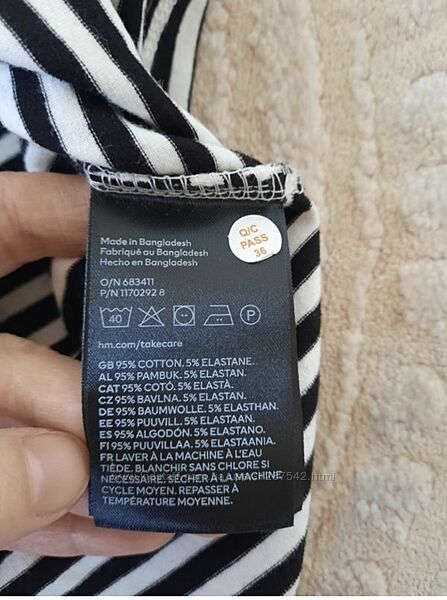 Made in Bangladesh
Fabriqué au Bangladesh
Hecho en Bangladesh
Q/C
PASS
36
O/N 683411
P/N 1170292 8
40
P
hm.com/takecare
GB 95% COTTON. 5% ELASTANE.
AL 95% PAMBUK. 5% ELASTAN.
CAT 95% COTÓ. 5% ELASTÀ.
CZ 95% BAVLNA. 5% ELASTAN.
DE 95% BAUMWOLLE. 5% ELASTHAN.
EE 95% PUUVILL. 5% ELASTAAN.
ES 95% ALGODÓN. 5% ELASTANO.
FI 95% PUUVILLAA. 5% ELASTAANIA.
FR LAVER À LA MACHINE À L'EAU
TIÈDE. BLANCHIR SANS CHLORE SI
NÉCESSAIRE. SÉCHER À LA MACHINE
CYCLE MOYEN. REPASSER À
TEMPÉRATURE MOYENNE.